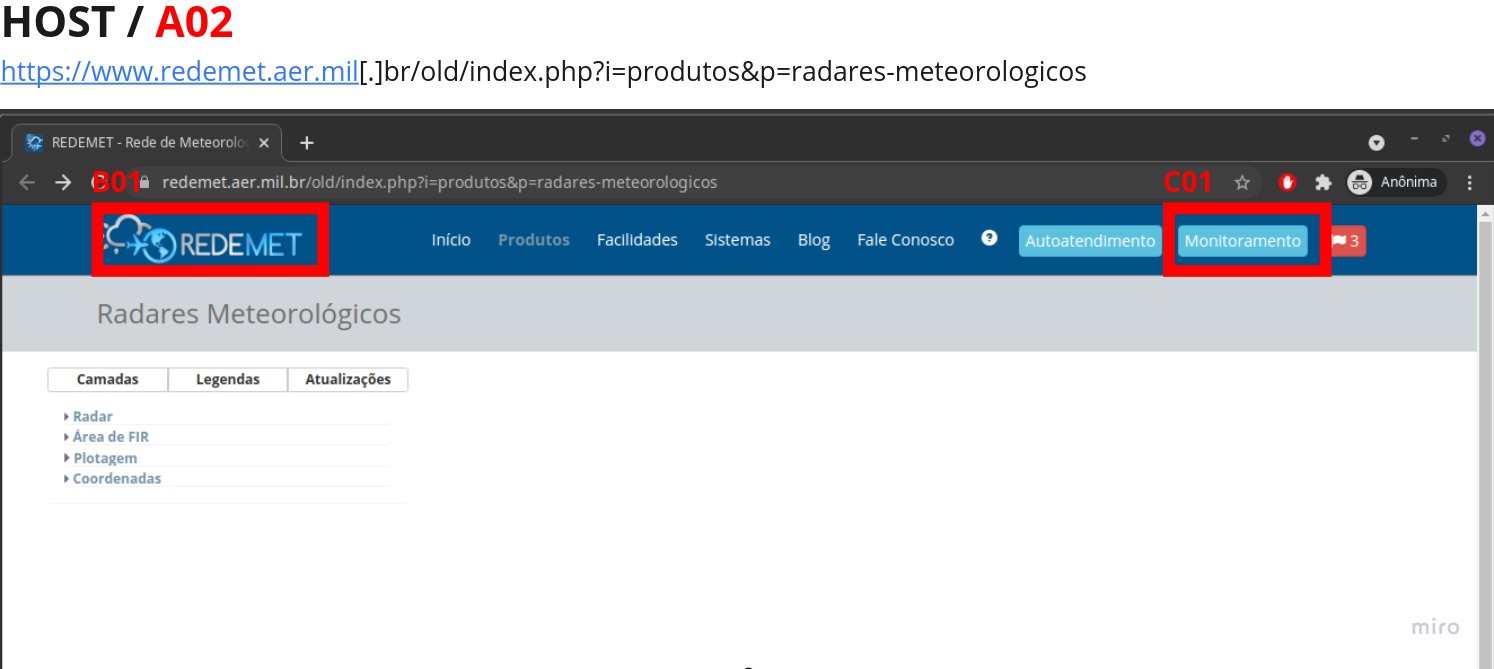 HOST / A02
https://www.redemet.aer.mil[.]br/old/index.php?i=produtos&p=radares-meteorologicos
REDEMET - Rede de Meteorolo
B01 redemet.aer.mil.br/old/index.php?i=produtos&p=radares-meteorologicos C01 Anônima
REDEMET Início Produtos Facilidades Sistemas Blog Fale Conosco ? Autoatendimento Monitoramento 3
Radares Meteorológicos
Camadas Legendas Atualizações
Radar
Área de FIR
Plotagem
Coordenadas
miro